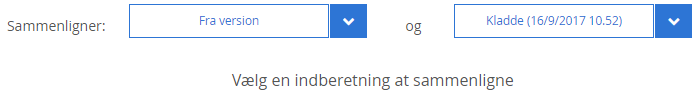 Sammenligner: Fra version og Kladde (16/9/2017 10.52)
Vælg en indberetning at sammenligne